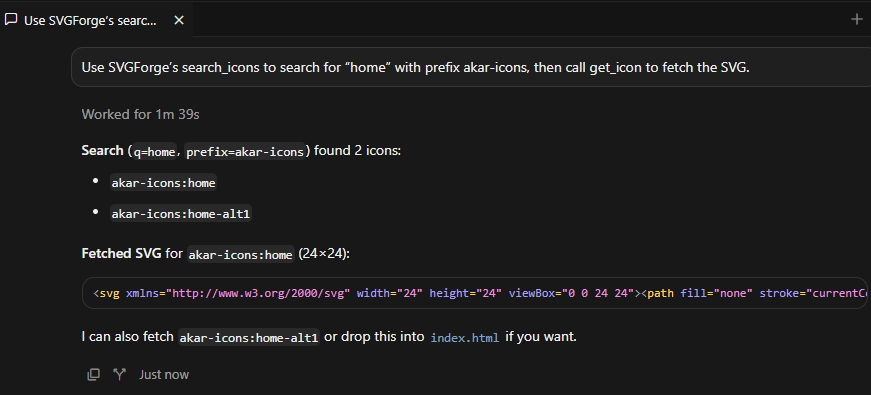 Use SVGForge's searc...
Use SVGForge's search_icons to search for "home" with prefix akar-icons, then call get_icon to fetch the SVG.
Worked for 1m 39s
Search (q=home, prefix=akar-icons) found 2 icons:
akar-icons:home
akar-icons:home-alt1
Fetched SVG for akar-icons:home (24×24):
<svg xmlns="http://www.w3.org/2000/svg" width="24" height="24" viewBox="0 0 24 24"><path fill="none" stroke="currentCo
I can also fetch akar-icons:home-alt1 or drop this into index.html if you want.
Just now